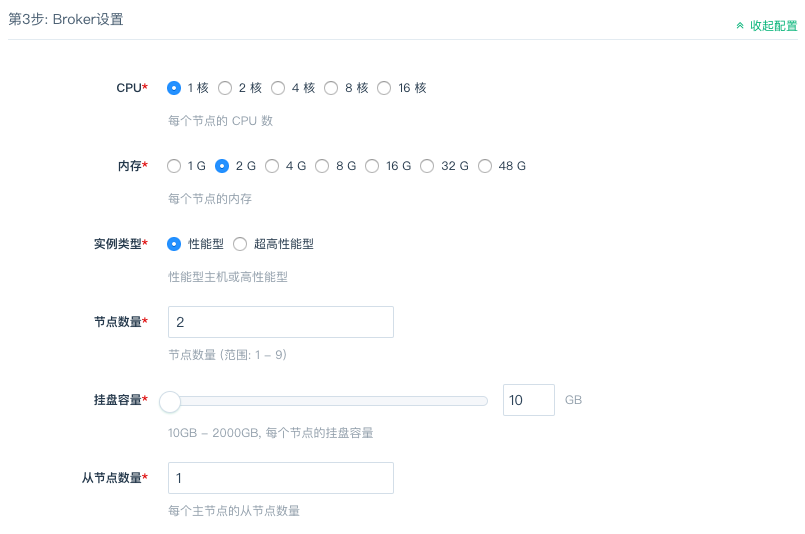 第3步: Broker设置
收起配置
CPU* 1 核 2 核 4 核 8 核 16 核
每个节点的 CPU 数
内存* 1 G 2 G 4 G 8 G 16 G 32 G 48 G
每个节点的内存
实例类型* 性能型 超高性能型
性能型主机或高性能型
节点数量* 2
节点数量 (范围: 1 - 9)
挂盘容量* 10 GB
10GB - 2000GB, 每个节点的挂盘容量
从节点数量* 1
每个主节点的从节点数量